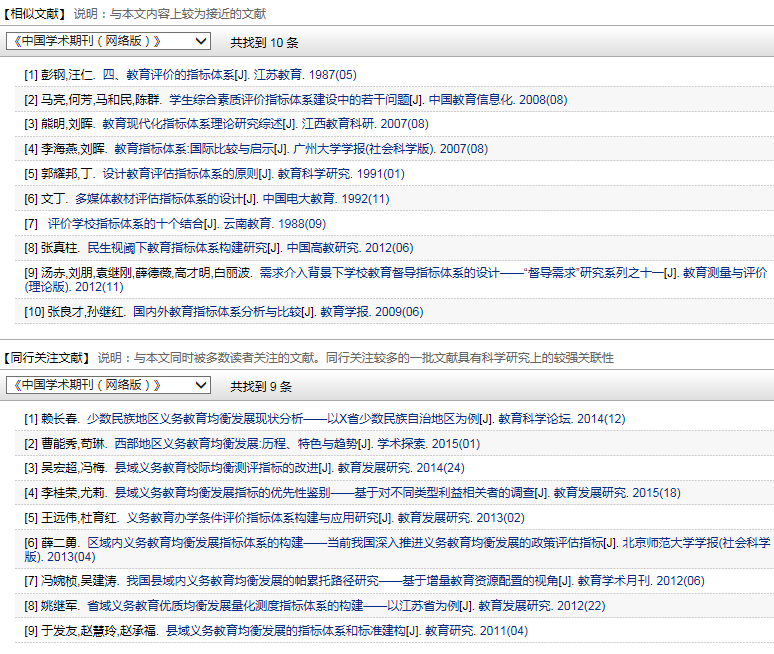 【相似文献】 说明：与本文内容上较为接近的文献
《中国学术期刊（网络版）》 共找到 10 条
[1] 彭钢,汪仁. 四、教育评价的指标体系[J]. 江苏教育. 1987(05)
[2] 马亮,何芳,马和民,陈群. 学生综合素质评价指标体系建设中的若干问题[J]. 中国教育信息化. 2008(08)
[3] 熊明,刘晖. 教育现代化指标体系理论研究综述[J]. 江西教育科研. 2007(08)
[4] 李海燕,刘晖. 教育指标体系:国际比较与启示[J]. 广州大学学报(社会科学版). 2007(08)
[5] 郭耀邦,丁. 设计教育评估指标体系的原则[J]. 教育科学研究. 1991(01)
[6] 文丁. 多媒体教材评估指标体系的设计[J]. 中国电大教育. 1992(11)
[7] 评价学校指标体系的十个结合[J]. 云南教育. 1988(09)
[8] 张真柱. 民生视阈下教育指标体系构建研究[J]. 中国高教研究. 2012(06)
[9] 汤赤,刘朋,袁继刚,薛德薇,高才明,白丽波. 需求介入背景下学校教育督导指标体系的设计——“督导需求”研究系列之十一[J]. 教育测量与评价
(理论版). 2012(11)
[10] 张良才,孙继红. 国内外教育指标体系分析与比较[J]. 教育学报. 2009(06)
【同行关注文献】 说明：与本文同时被多数读者关注的文献。同行关注较多的一批文献具有科学研究上的较强关联性
《中国学术期刊（网络版）》 共找到 9 条
[1] 赖长春. 少数民族地区义务教育均衡发展现状分析——以X省少数民族自治地区为例[J]. 教育科学论坛. 2014(12)
[2] 曹能秀,苟琳. 西部地区义务教育均衡发展:历程、特色与趋势[J]. 学术探索. 2015(01)
[3] 吴宏超,冯梅. 县域义务教育校际均衡测评指标的改进[J]. 教育发展研究. 2014(24)
[4] 李桂荣,尤莉. 县域义务教育均衡发展指标的优先性鉴别——基于对不同类型利益相关者的调查[J]. 教育发展研究. 2015(18)
[5] 王远伟,杜育红. 义务教育办学条件评价指标体系构建与应用研究[J]. 教育发展研究. 2013(02)
[6] 薛二勇. 区域内义务教育均衡发展指标体系的构建——当前我国深入推进义务教育均衡发展的政策评估指标[J]. 北京师范大学学报(社会科学
版). 2013(04)
[7] 冯婉桢,吴建涛. 我国县域内义务教育均衡发展的帕累托路径研究——基于增量教育资源配置的视角[J]. 教育学术月刊. 2012(06)
[8] 姚继军. 省域义务教育优质均衡发展量化测度指标体系的构建——以江苏省为例[J]. 教育发展研究. 2012(22)
[9] 于发友,赵慧玲,赵承福. 县域义务教育均衡发展的指标体系和标准建构[J]. 教育研究. 2011(04)